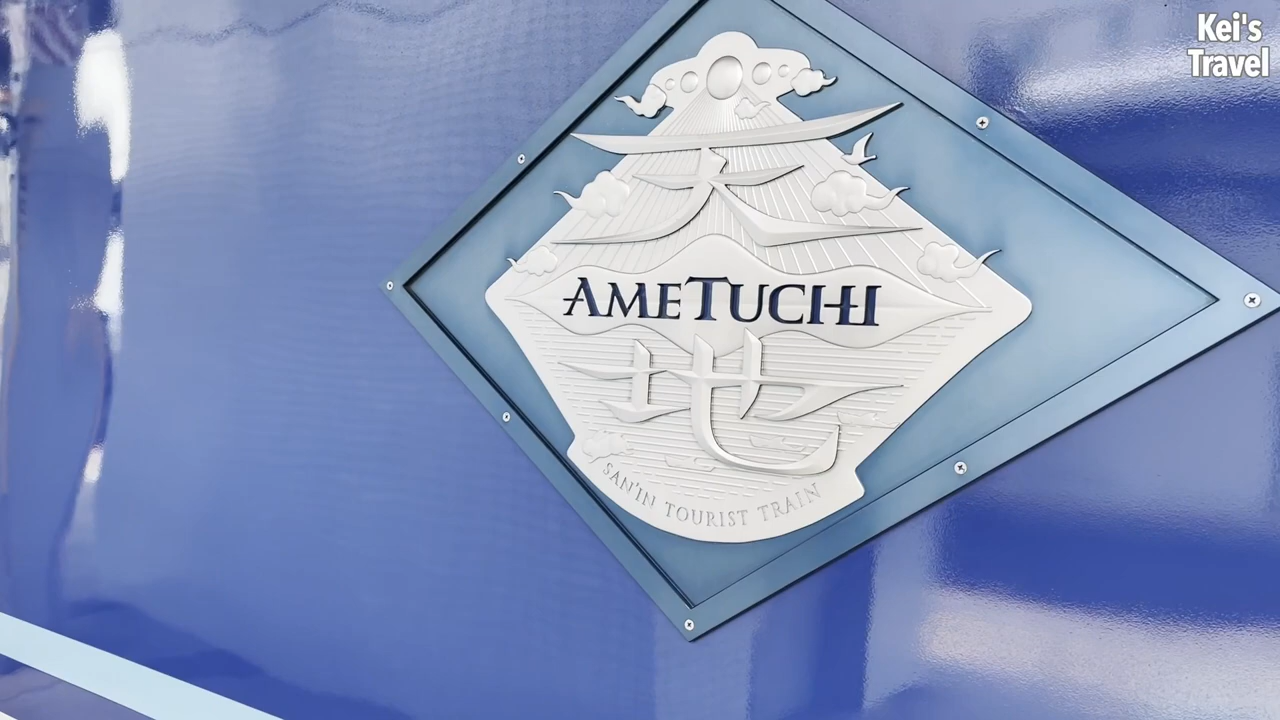 Kei's
Travel
天
AMETUCHI
地
SAN'IN TOURIST TRAIN